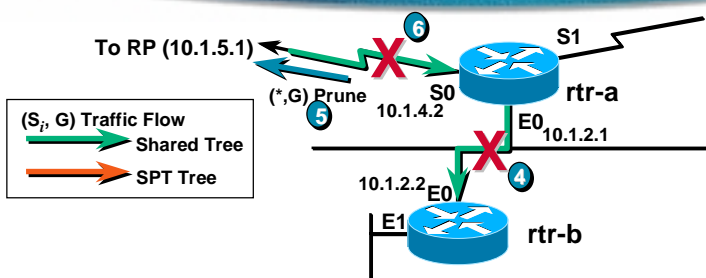 6
To RP (10.1.5.1)
S1
(*,G) Prune
S0
rtr-a
5
10.1.4.2
(Si, G) Traffic Flow
Shared Tree
SPT Tree
E0
10.1.2.1
4
10.1.2.2
E0
E1
rtr-b